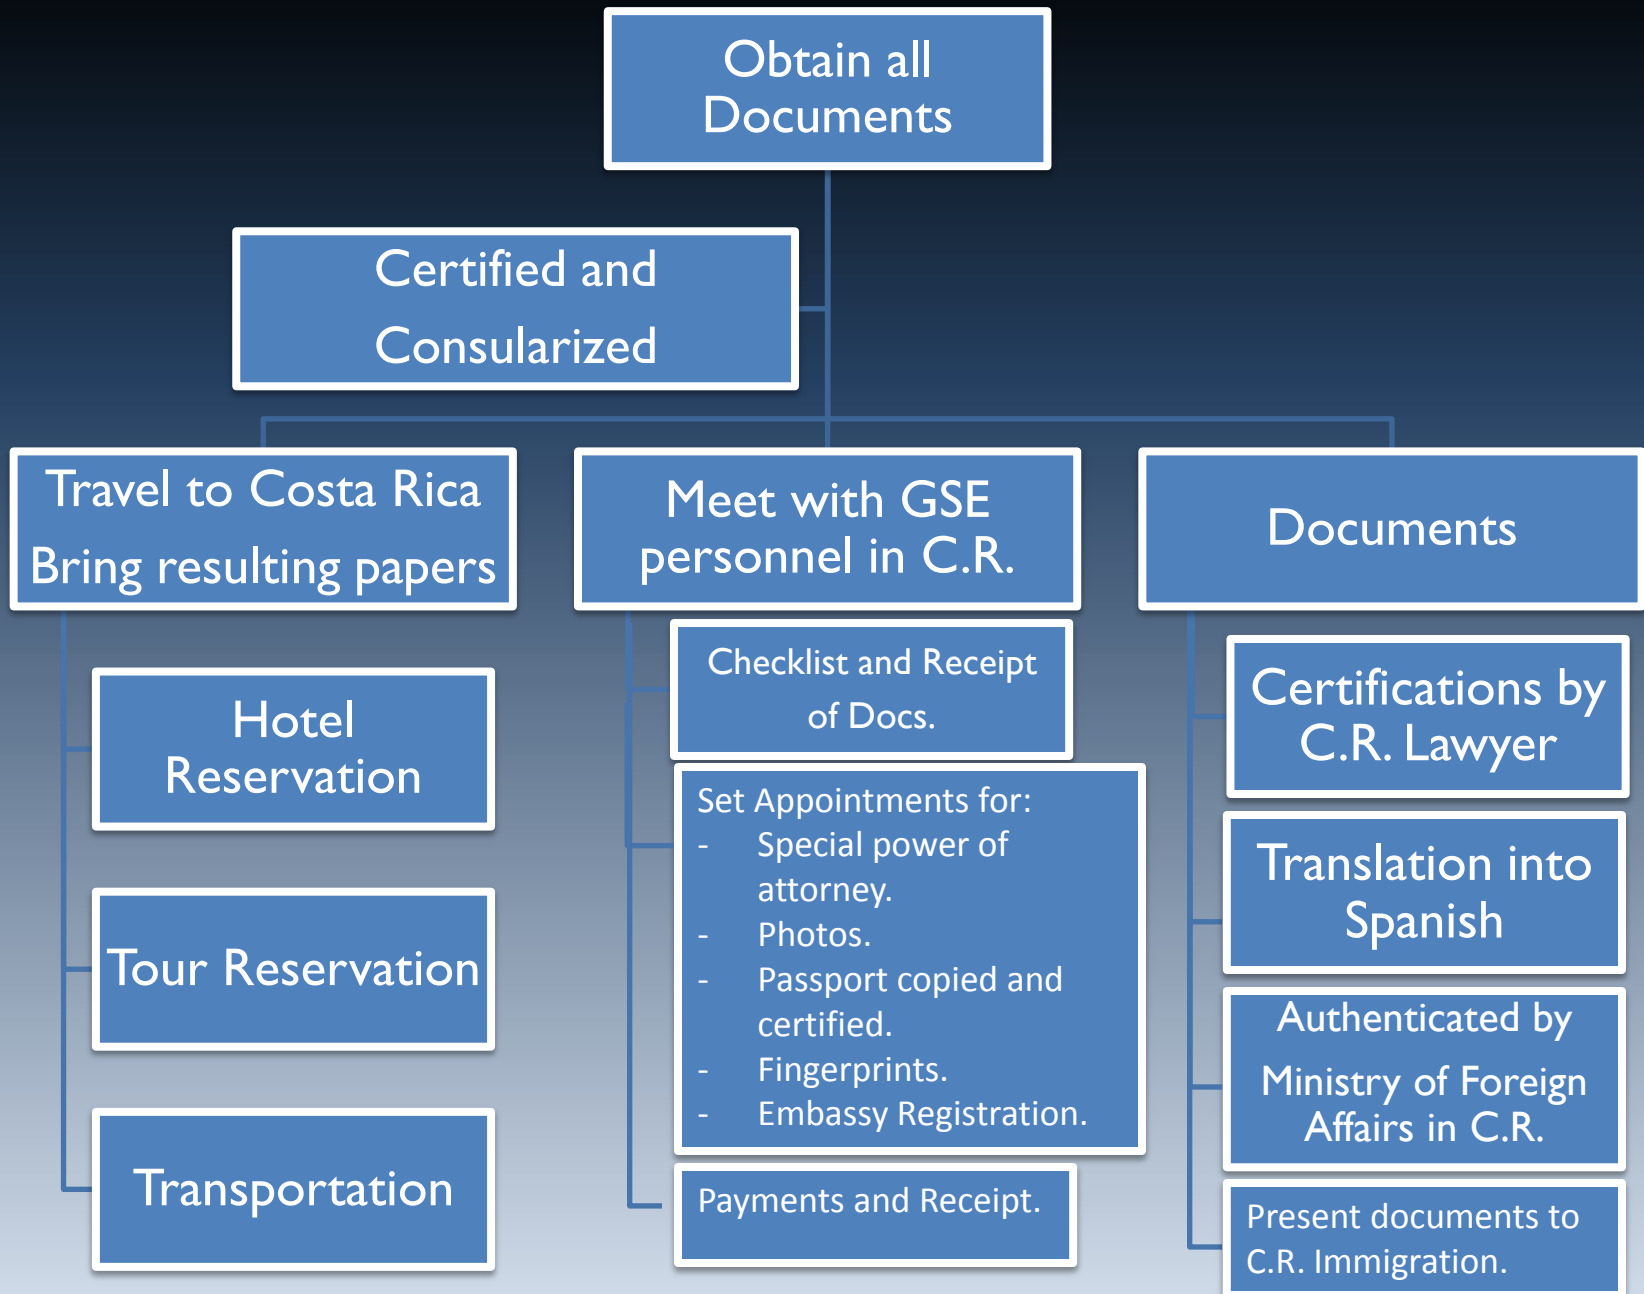 Obtain all
Documents
Certified and
Consularized
Travel to Costa Rica
Bring resulting papers
Hotel
Reservation
Tour Reservation
Transportation
Meet with GSE
personnel in C.R.
Checklist and Receipt
of Docs.
Set Appointments for:
- Special power of
attorney.
- Photos.
- Passport copied and
certified.
- Fingerprints.
- Embassy Registration.
Payments and Receipt.
Documents
Certifications by
C.R. Lawyer
Translation into
Spanish
Authenticated by
Ministry of Foreign
Affairs in C.R.
Present documents to
C.R. Immigration.